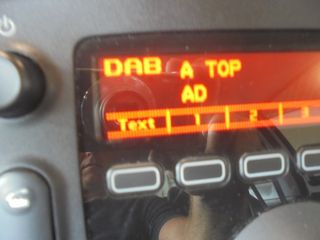 DAB A TOP
AD
Text 1 2 3